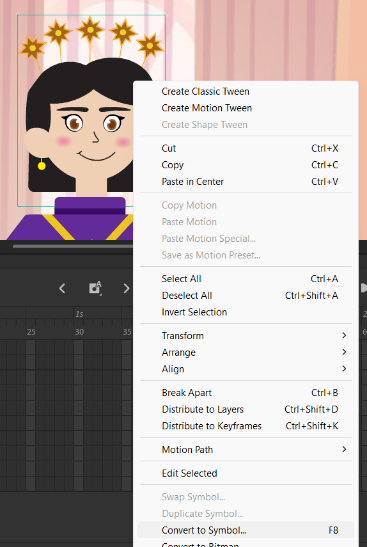 Create Classic Tween
Create Motion Tween
Create Shape Tween
Cut Ctrl+X
Copy Ctrl+C
Paste in Center Ctrl+V
Copy Motion
Paste Motion
Paste Motion Special...
Save as Motion Preset...
Select All Ctrl+A
Deselect All Ctrl+Shift+A
Invert Selection
Transform
Arrange
Align
Break Apart Ctrl+B
Distribute to Layers Ctrl+Shift+D
Distribute to Keyframes Ctrl+Shift+K
Motion Path
Edit Selected
Swap Symbol...
Duplicate Symbol...
Convert to Symbol... F8
Convert to Bitmap
A
1s
25 30 35